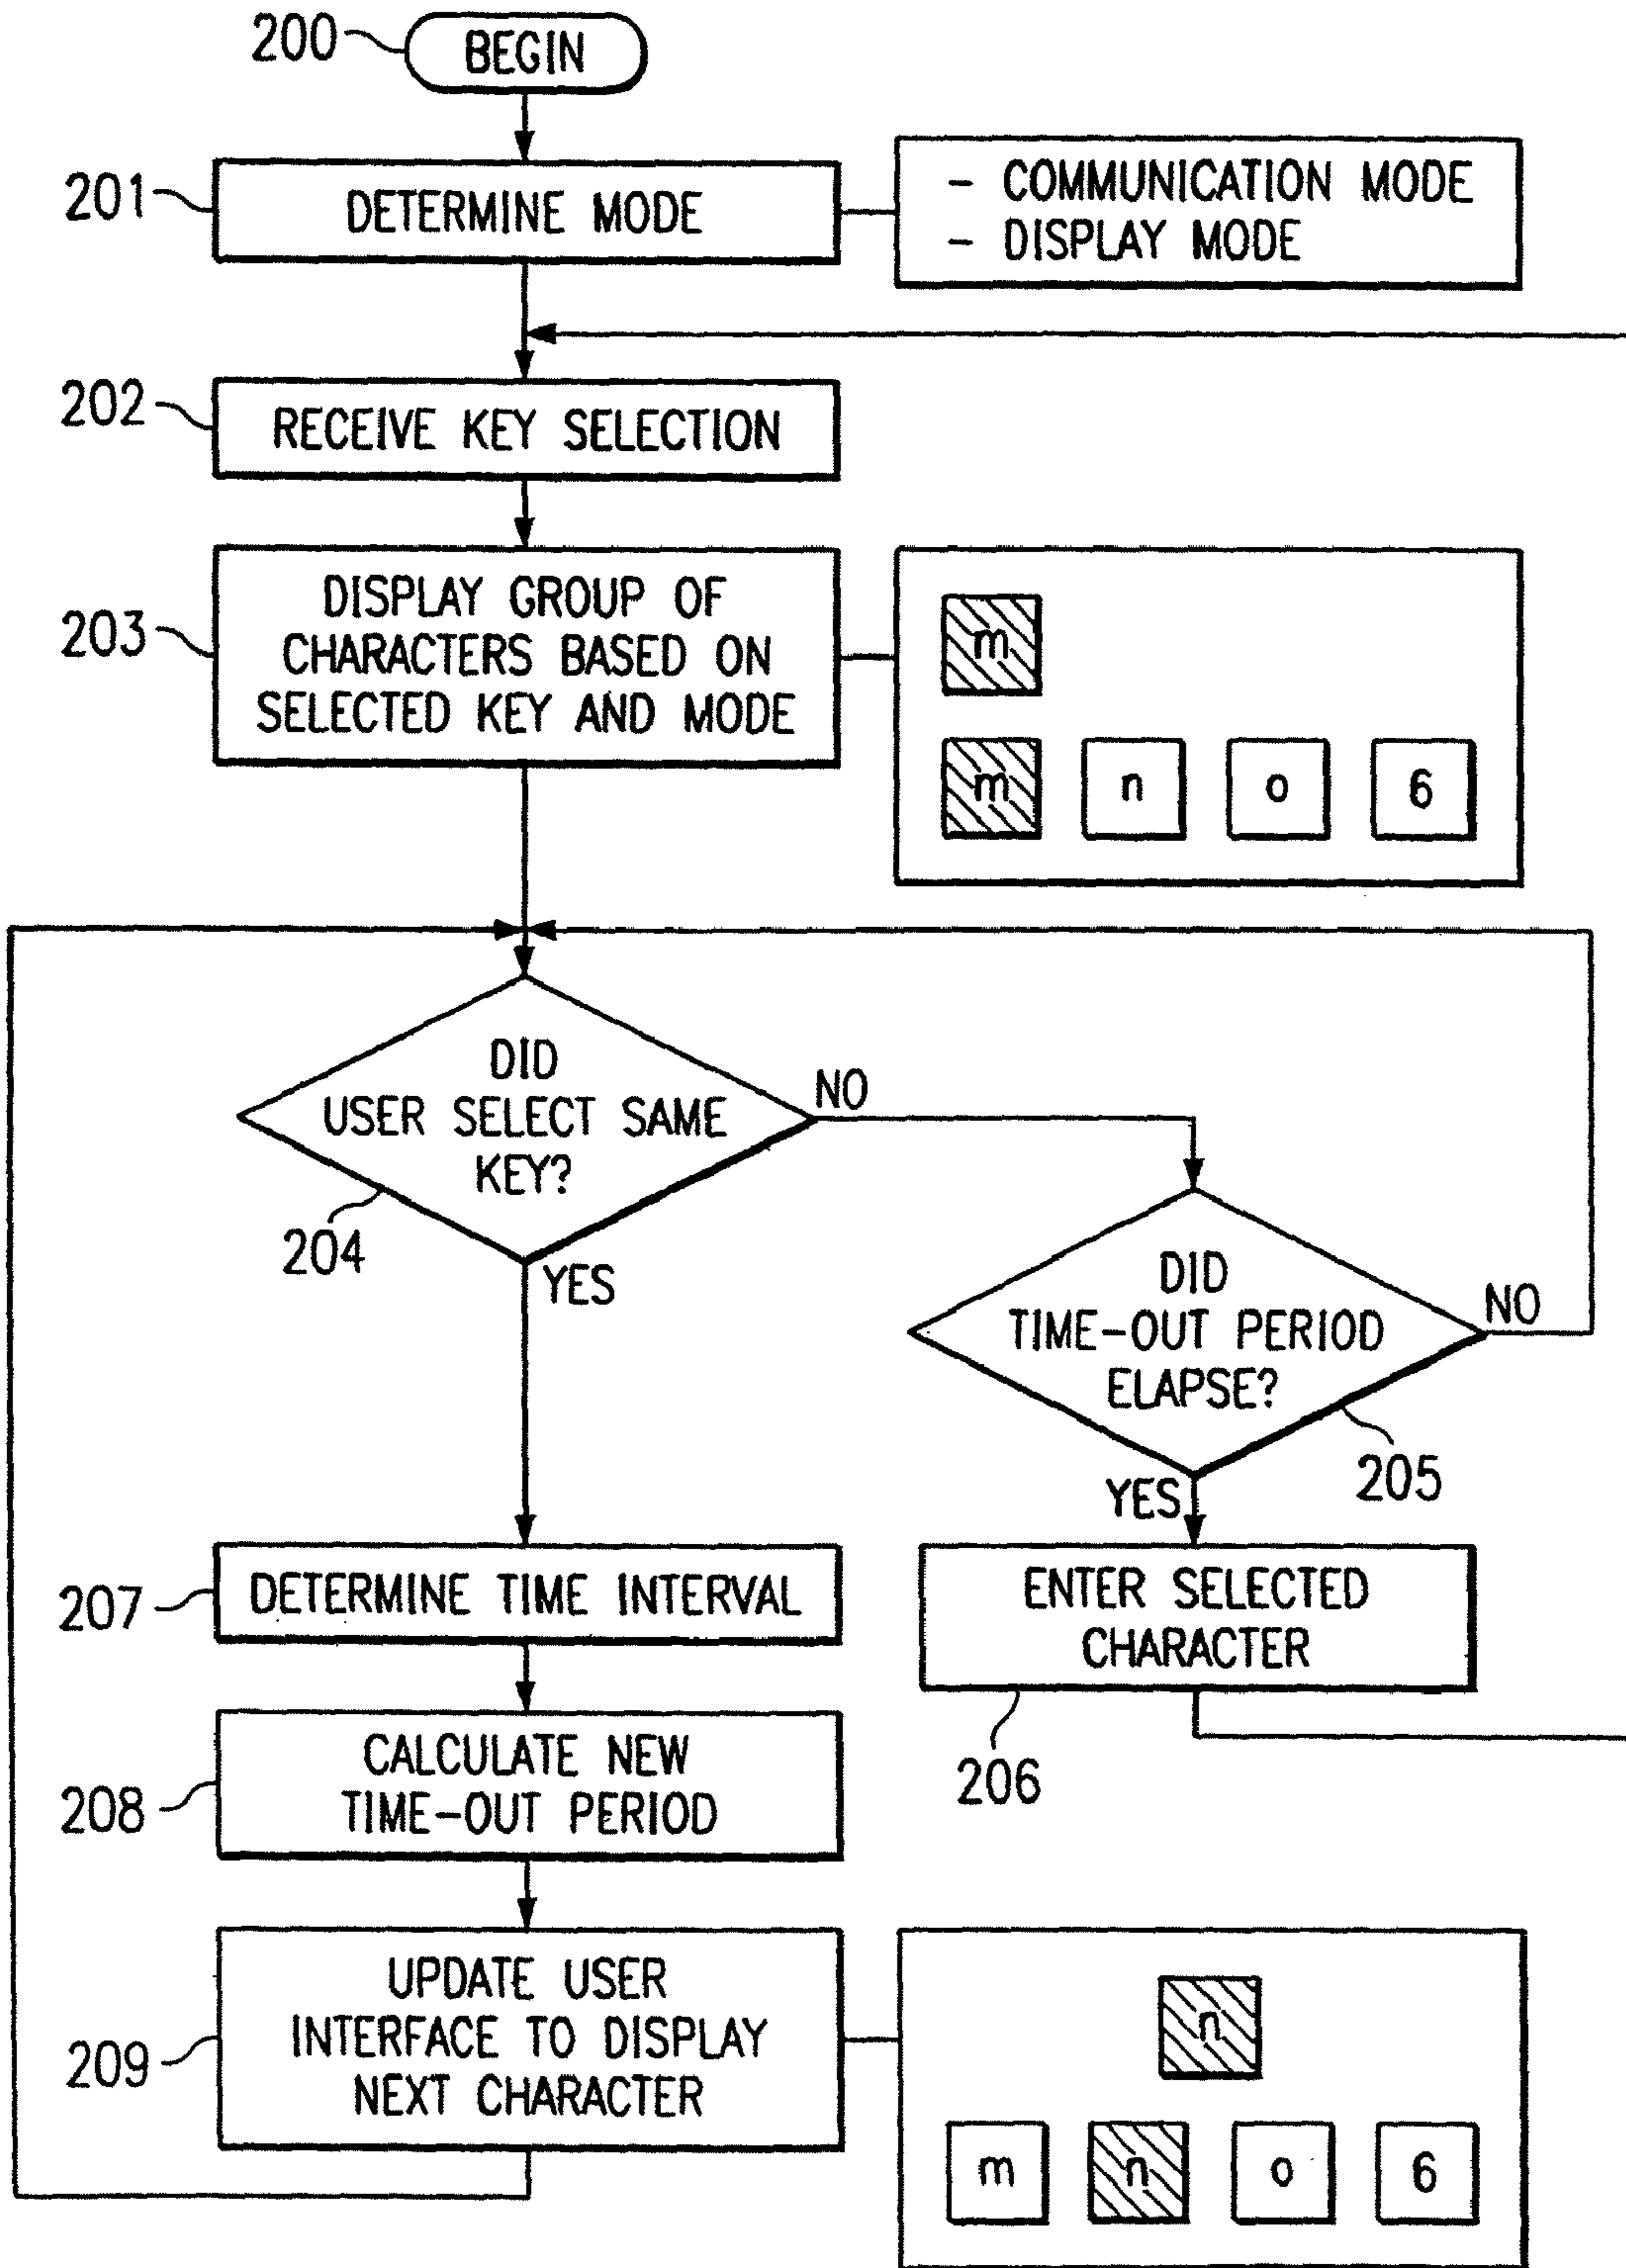 200
BEGIN
201
DETERMINE MODE
- COMMUNICATION MODE
- DISPLAY MODE
202
RECEIVE KEY SELECTION
203
DISPLAY GROUP OF
CHARACTERS BASED ON
SELECTED KEY AND MODE
m
m n o 6
DID
USER SELECT SAME
KEY?
NO
204
YES
DID
TIME-OUT PERIOD
ELAPSE?
NO
205
YES
207
DETERMINE TIME INTERVAL
ENTER SELECTED
CHARACTER
206
208
CALCULATE NEW
TIME-OUT PERIOD
209
UPDATE USER
INTERFACE TO DISPLAY
NEXT CHARACTER
n
m n o 6